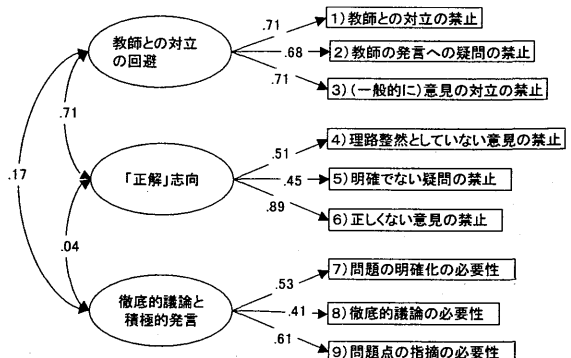 教師との対立
の回避
.71
.68
.71
1)教師との対立の禁止
2)教師の発言への疑問の禁止
3)(一般的に)意見の対立の禁止
.71
.17
「正解」志向
.51
.45
.89
4)理路整然としていない意見の禁止
5)明確でない疑問の禁止
6)正しくない意見の禁止
.04
徹底的議論と
積極的発言
.53
.41
.61
7)問題の明確化の必要性
8)徹底的議論の必要性
9)問題点の指摘の必要性